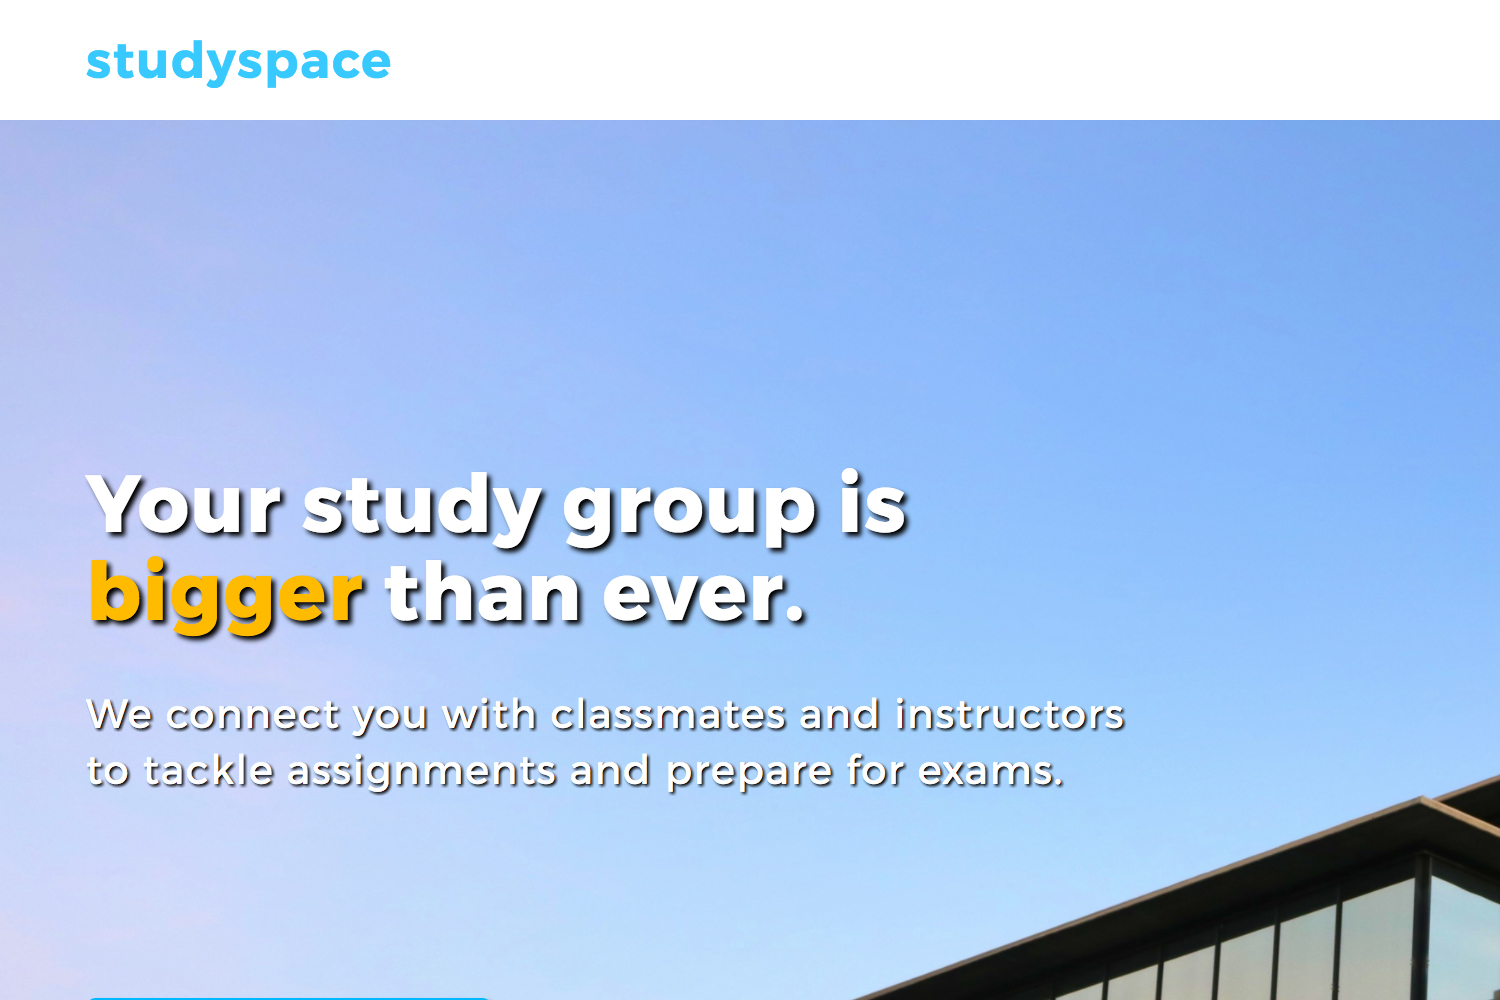 studyspace
Your study group is
bigger than ever.
We connect you with classmates and instructors
to tackle assignments and prepare for exams.